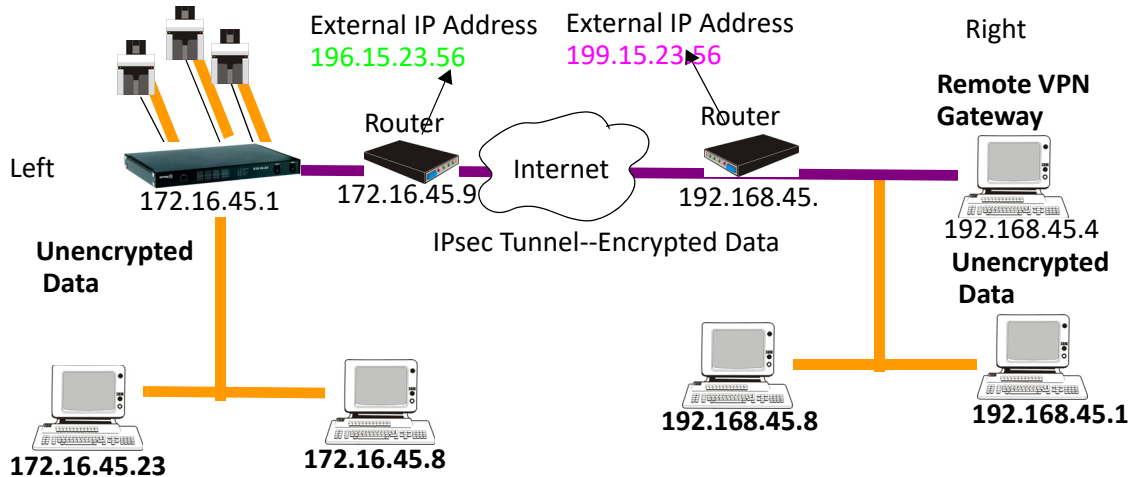 External IP Address
196.15.23.56
External IP Address
199.15.23.56
Right
Remote VPN
Gateway
Router
Router
Left
Internet
172.16.45.1
172.16.45.9
192.168.45.
192.168.45.4
IPsec Tunnel--Encrypted Data
Unencrypted
Data
Unencrypted
Data
172.16.45.23
172.16.45.8
192.168.45.8
192.168.45.1